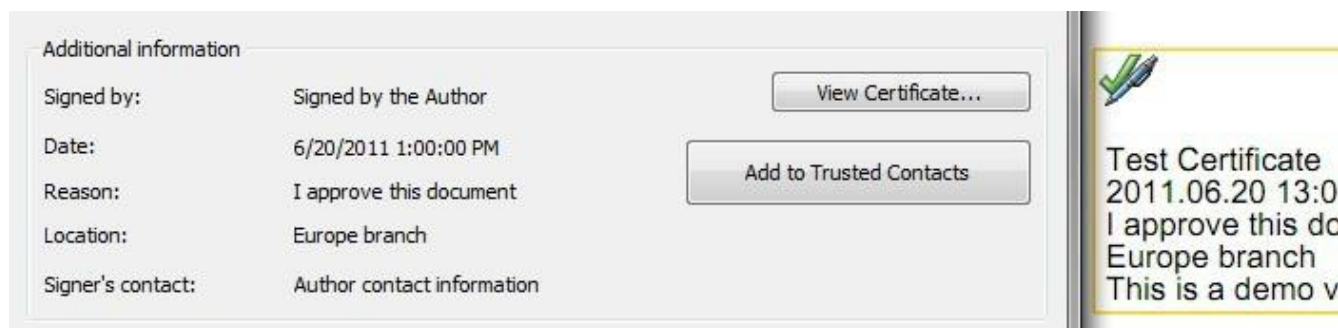 Additional information
Signed by: Signed by the Author
View Certificate...
Date: 6/20/2011 1:00:00 PM
Add to Trusted Contacts
Reason: I approve this document
Location: Europe branch
Signer's contact: Author contact information
Test Certificate
2011.06.20 13:0
I approve this do
Europe branch
This is a demo v